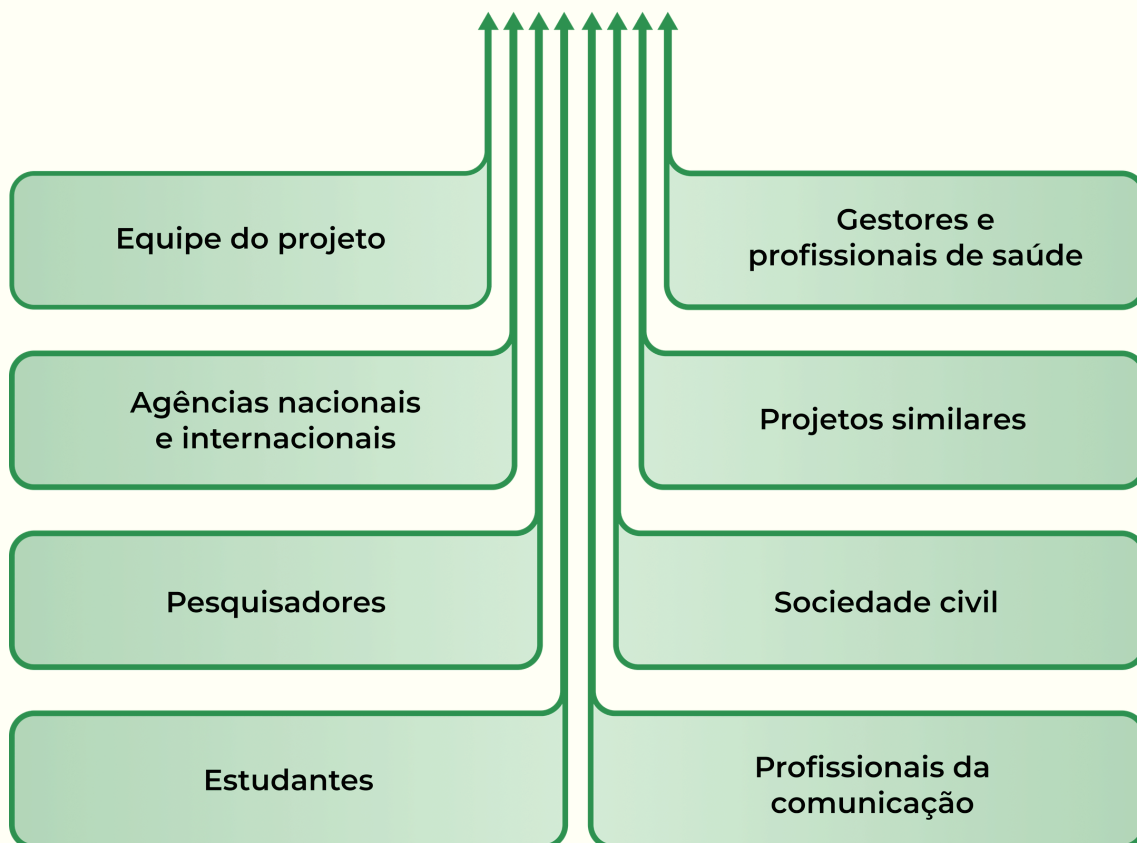 Equipe do projeto
Gestores e
profissionais de saúde
Agências nacionais
e internacionais
Projetos similares
Pesquisadores
Sociedade civil
Estudantes
Profissionais da
comunicação